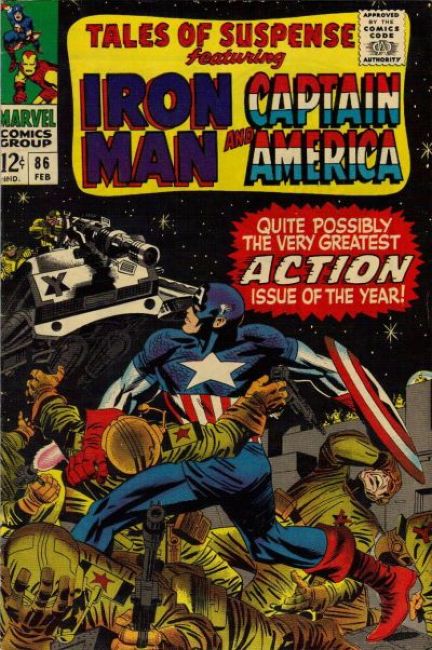 TALES OF SUSPENSE
featuring
IRON MAN
AND
CAPTAIN AMERICA
APPROVED
BY THE
COMICS
CODE
AUTHORITY
MARVEL
COMICS
GROUP
12¢
IND.
86
FEB
QUITE POSSIBLY
THE VERY GREATEST
ACTION
ISSUE OF THE YEAR!
X